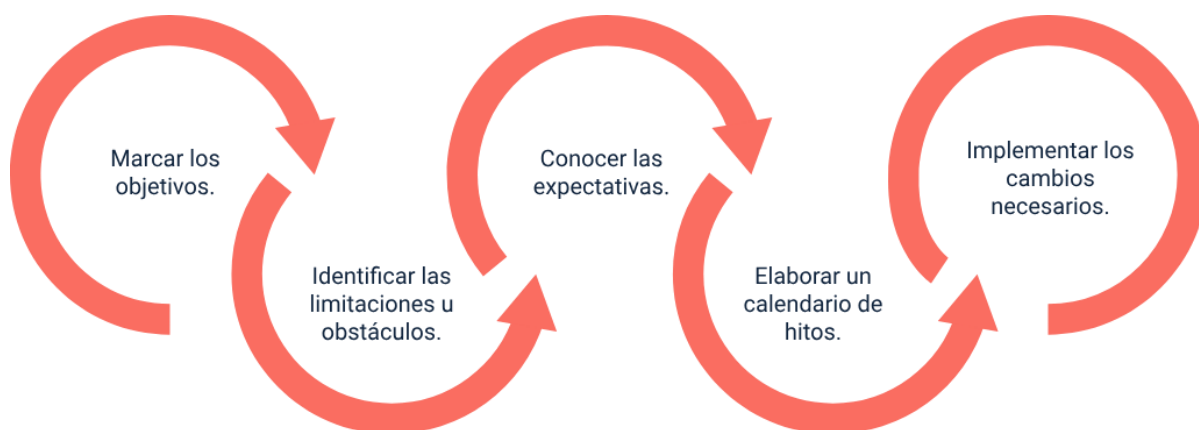 Marcar los
objetivos.
Identificar las
limitaciones u
obstáculos.
Conocer las
expectativas.
Elaborar un
calendario de
hitos.
Implementar los
cambios
necesarios.